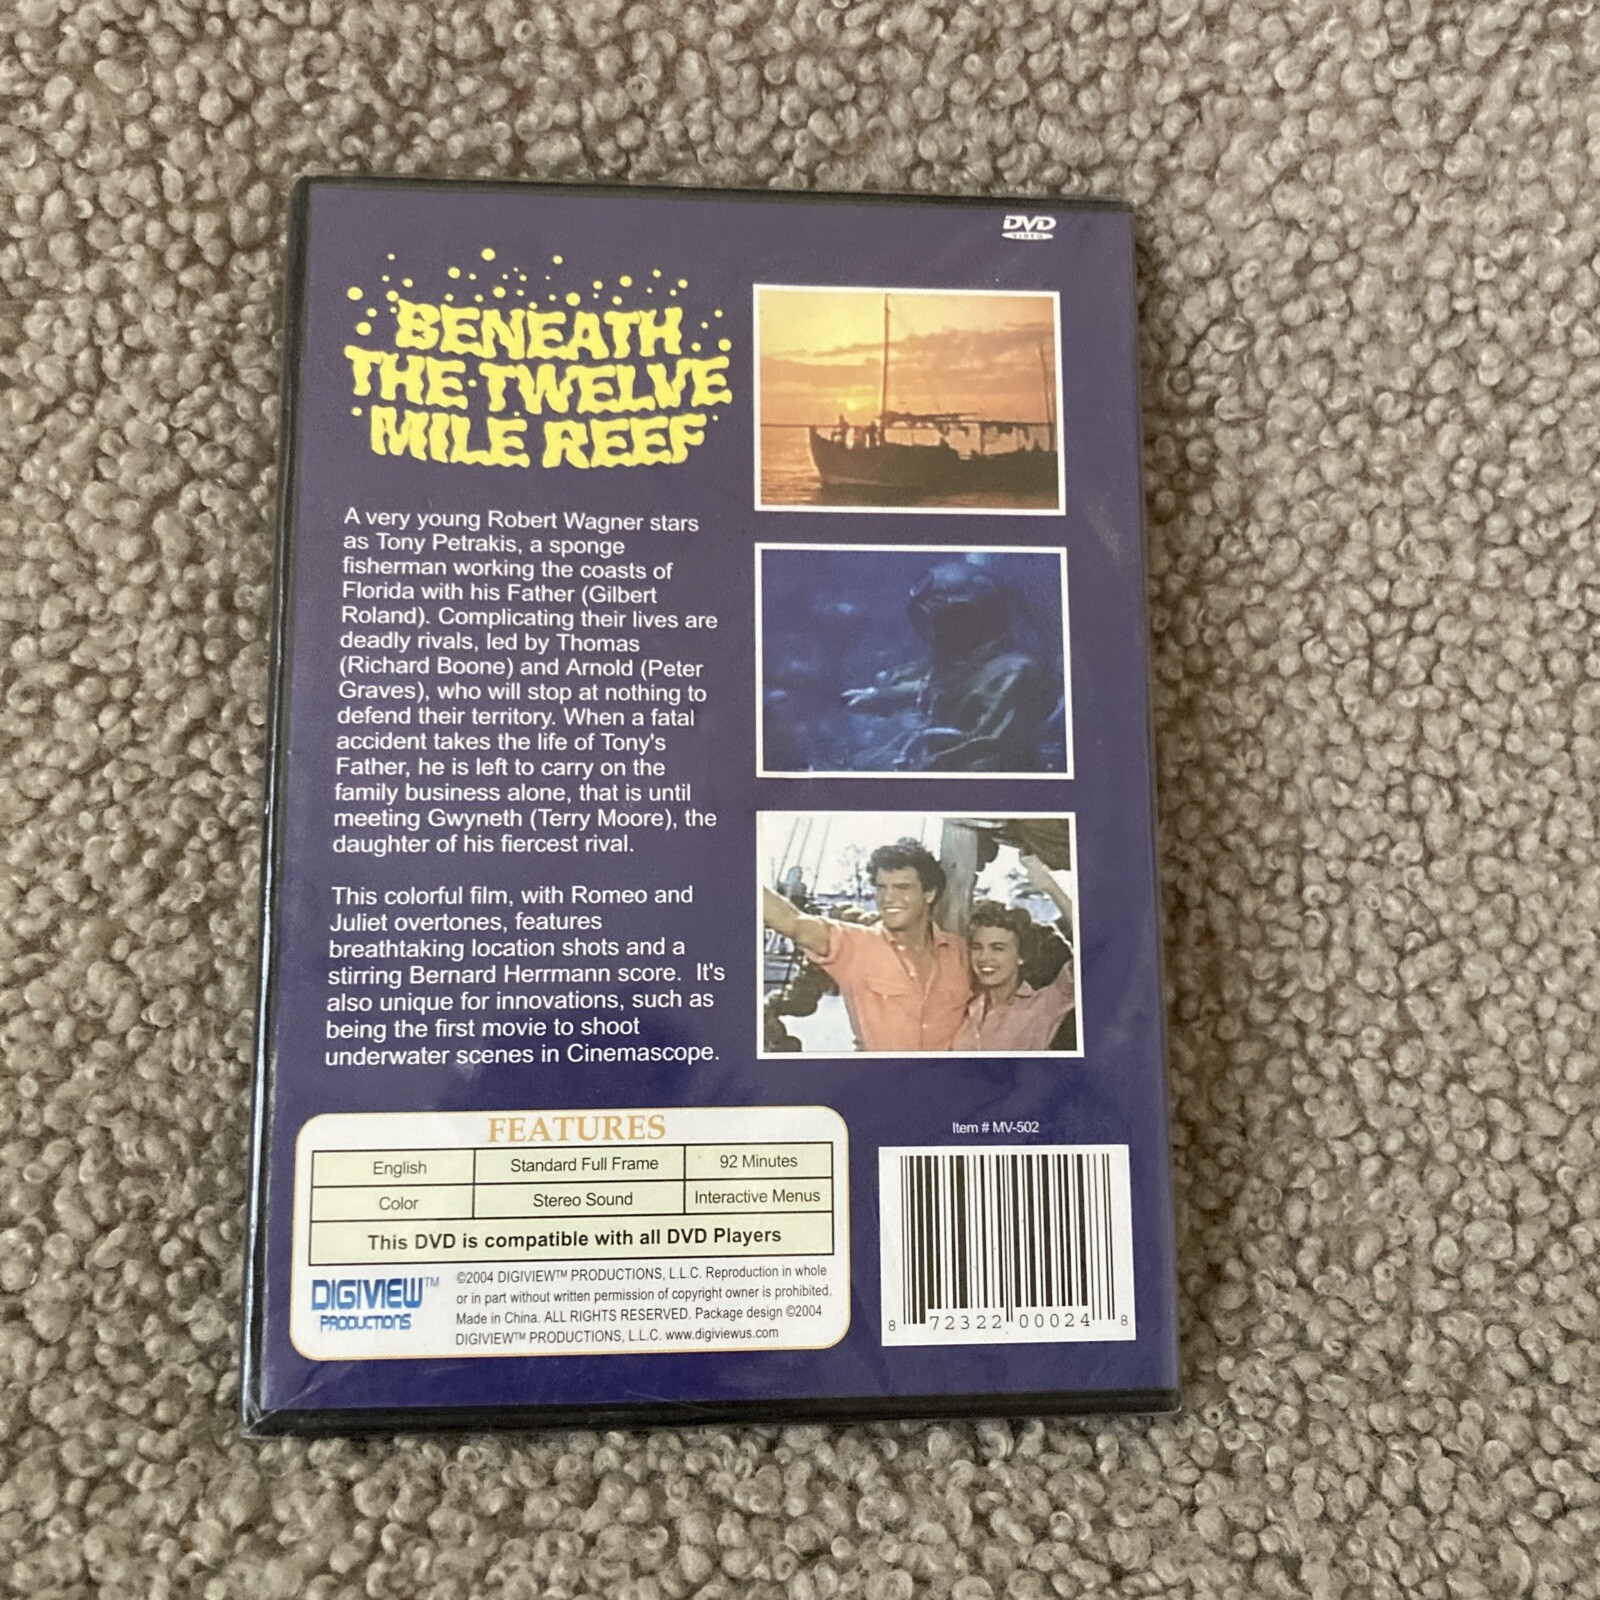 DVD
VIDEO
BENEATH
THE TWELVE
MILE REEF
A very young Robert Wagner stars
as Tony Petrakis, a sponge
fisherman working the coasts of
Florida with his Father (Gilbert
Roland). Complicating their lives are
deadly rivals, led by Thomas
(Richard Boone) and Arnold (Peter
Graves), who will stop at nothing to
defend their territory. When a fatal
accident takes the life of Tony's
Father, he is left to carry on the
family business alone, that is until
meeting Gwyneth (Terry Moore), the
daughter of his fiercest rival.
This colorful film, with Romeo and
Juliet overtones, features
breathtaking location shots and a
stirring Bernard Herrmann score. It's
also unique for innovations, such as
being the first movie to shoot
underwater scenes in Cinemascope.
FEATURES
English Standard Full Frame 92 Minutes
Color Stereo Sound Interactive Menus
This DVD is compatible with all DVD Players
DIGIVIEW™
PRODUCTIONS
©2004 DIGIVIEW™ PRODUCTIONS, L.L.C. Reproduction in whole
or in part without written permission of copyright owner is prohibited.
Made in China. ALL RIGHTS RESERVED. Package design ©2004
DIGIVIEW™ PRODUCTIONS, L.L.C. www.digiviewus.com
Item # MV-502
8 72322 00024 8